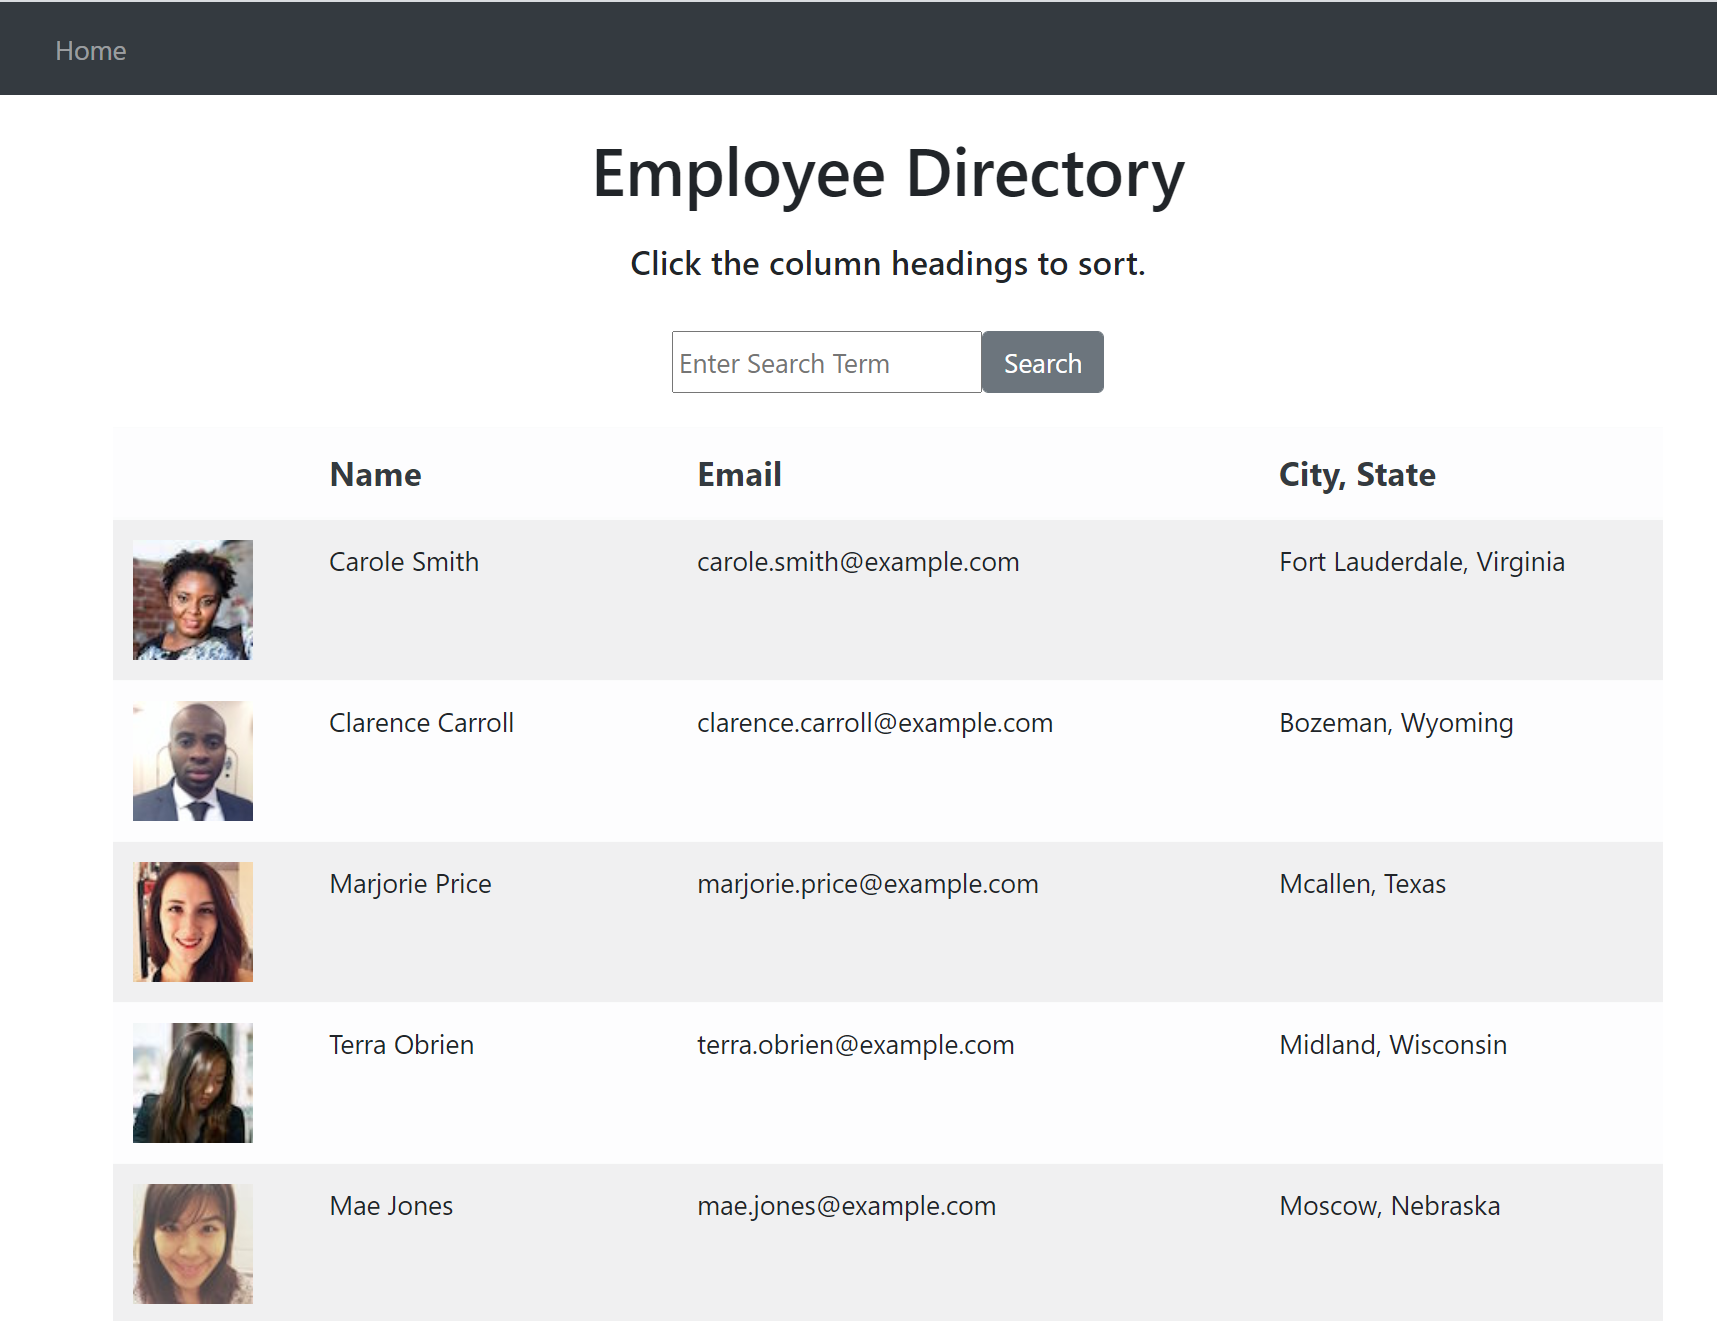 Home
Employee Directory
Click the column headings to sort.
Enter Search Term Search
Name Email City, State
Carole Smith carole.smith@example.com Fort Lauderdale, Virginia
Clarence Carroll clarence.carroll@example.com Bozeman, Wyoming
Marjorie Price marjorie.price@example.com Mcallen, Texas
Terra Obrien terra.obrien@example.com Midland, Wisconsin
Mae Jones mae.jones@example.com Moscow, Nebraska